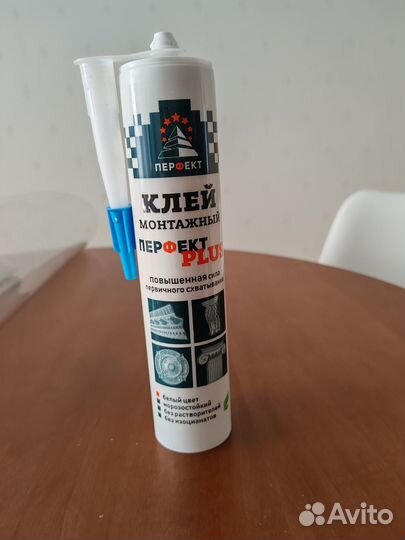 ПЕРФЕКТ
КЛЕЙ
МОНТАЖНЫЙ
ПЕРФЕКТ
PLUS
повышенная сила
первичного схватывания
белый цвет
морозостойкий
без растворителей
без изоцианатов
Avito